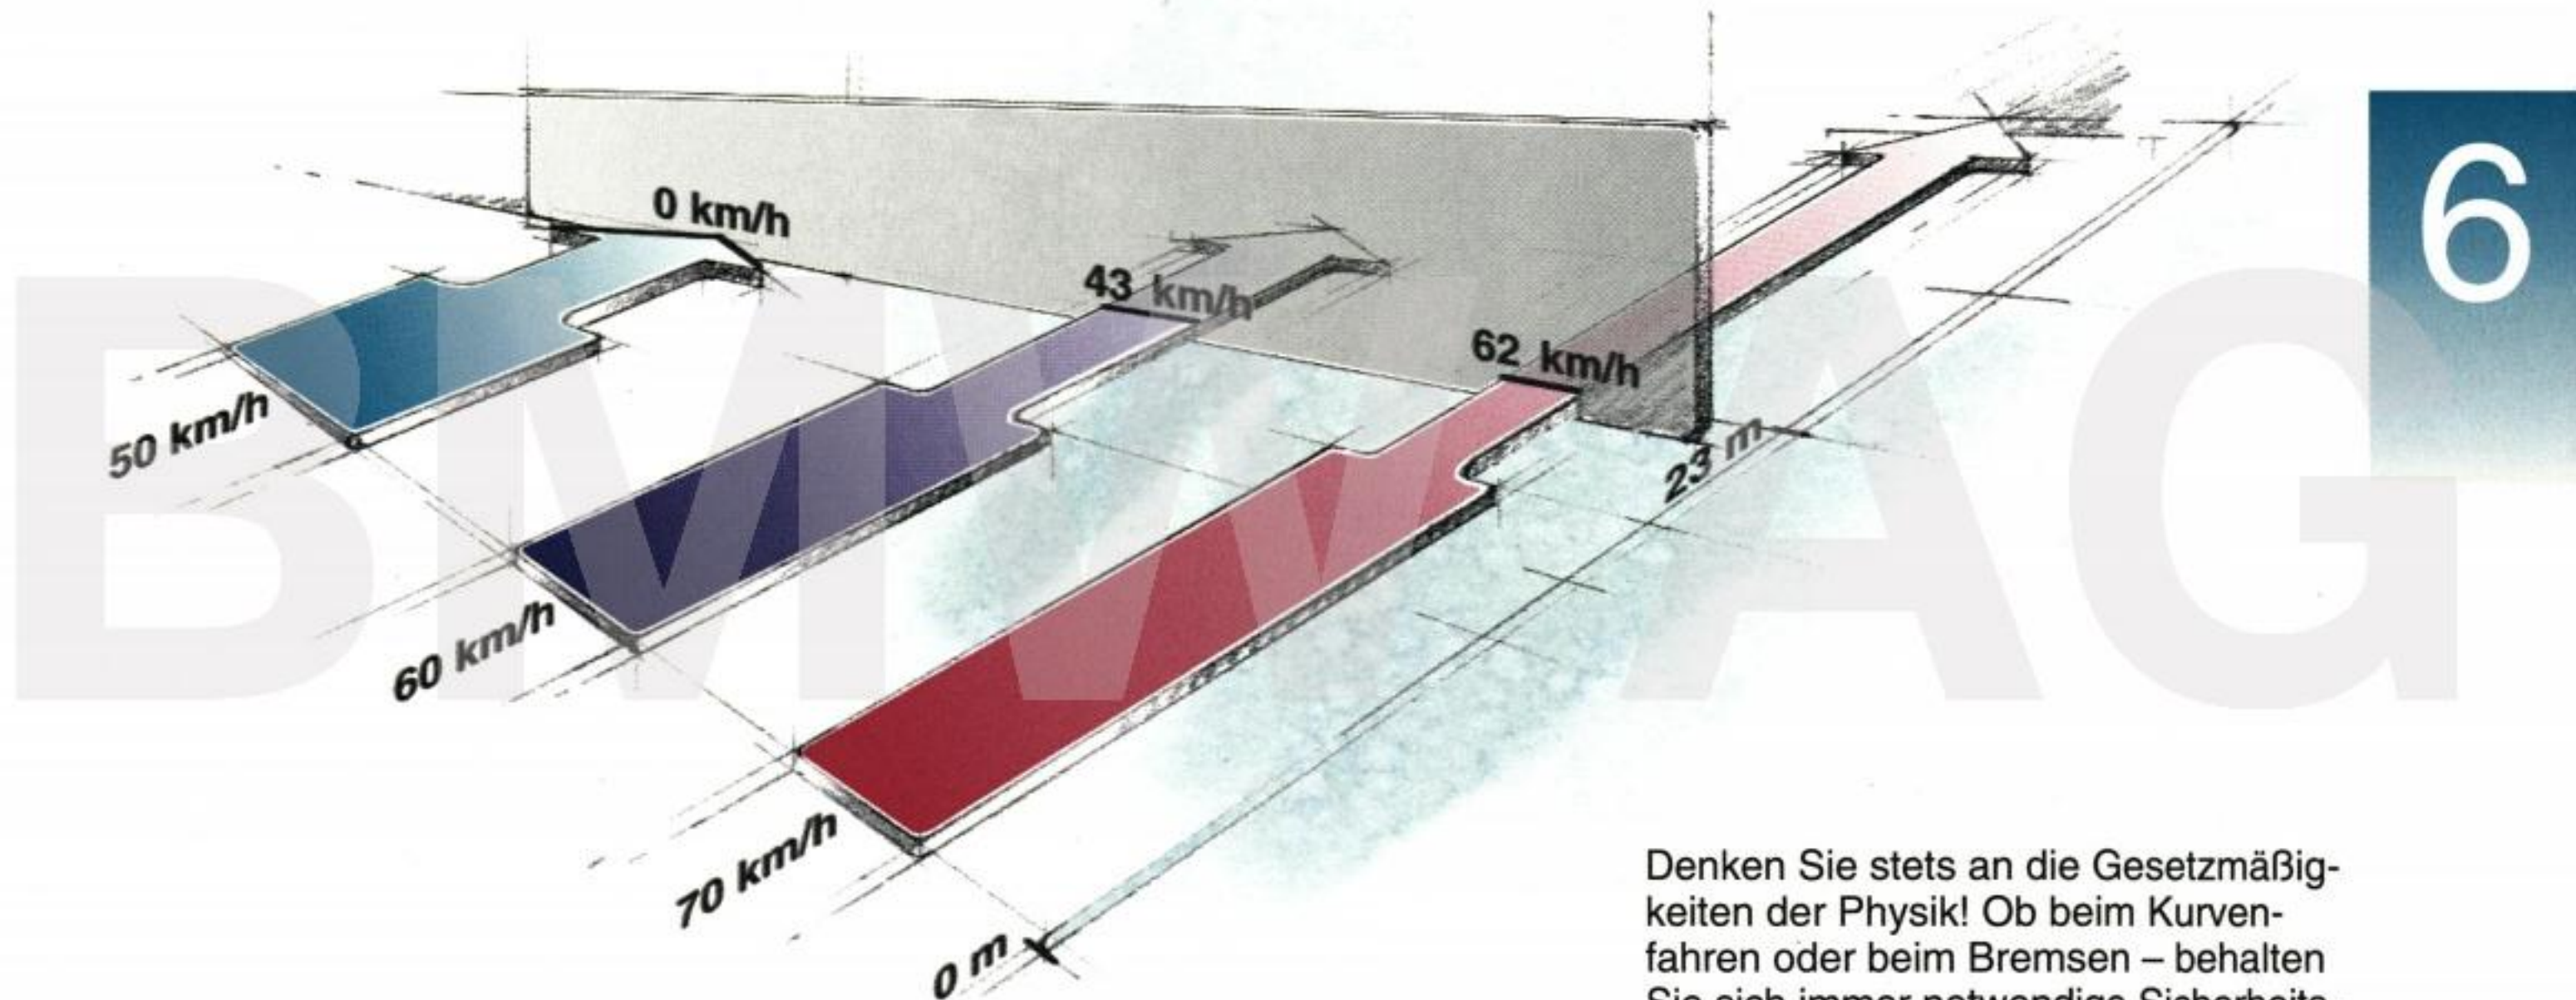 6
0 km/h
43 km/h
62 km/h
50 km/h
23 m
60 km/h
70 km/h
0 m
BMW AG
Denken Sie stets an die Gesetzmäßig-
keiten der Physik! Ob beim Kurven-
fahren oder beim Bremsen – behalten